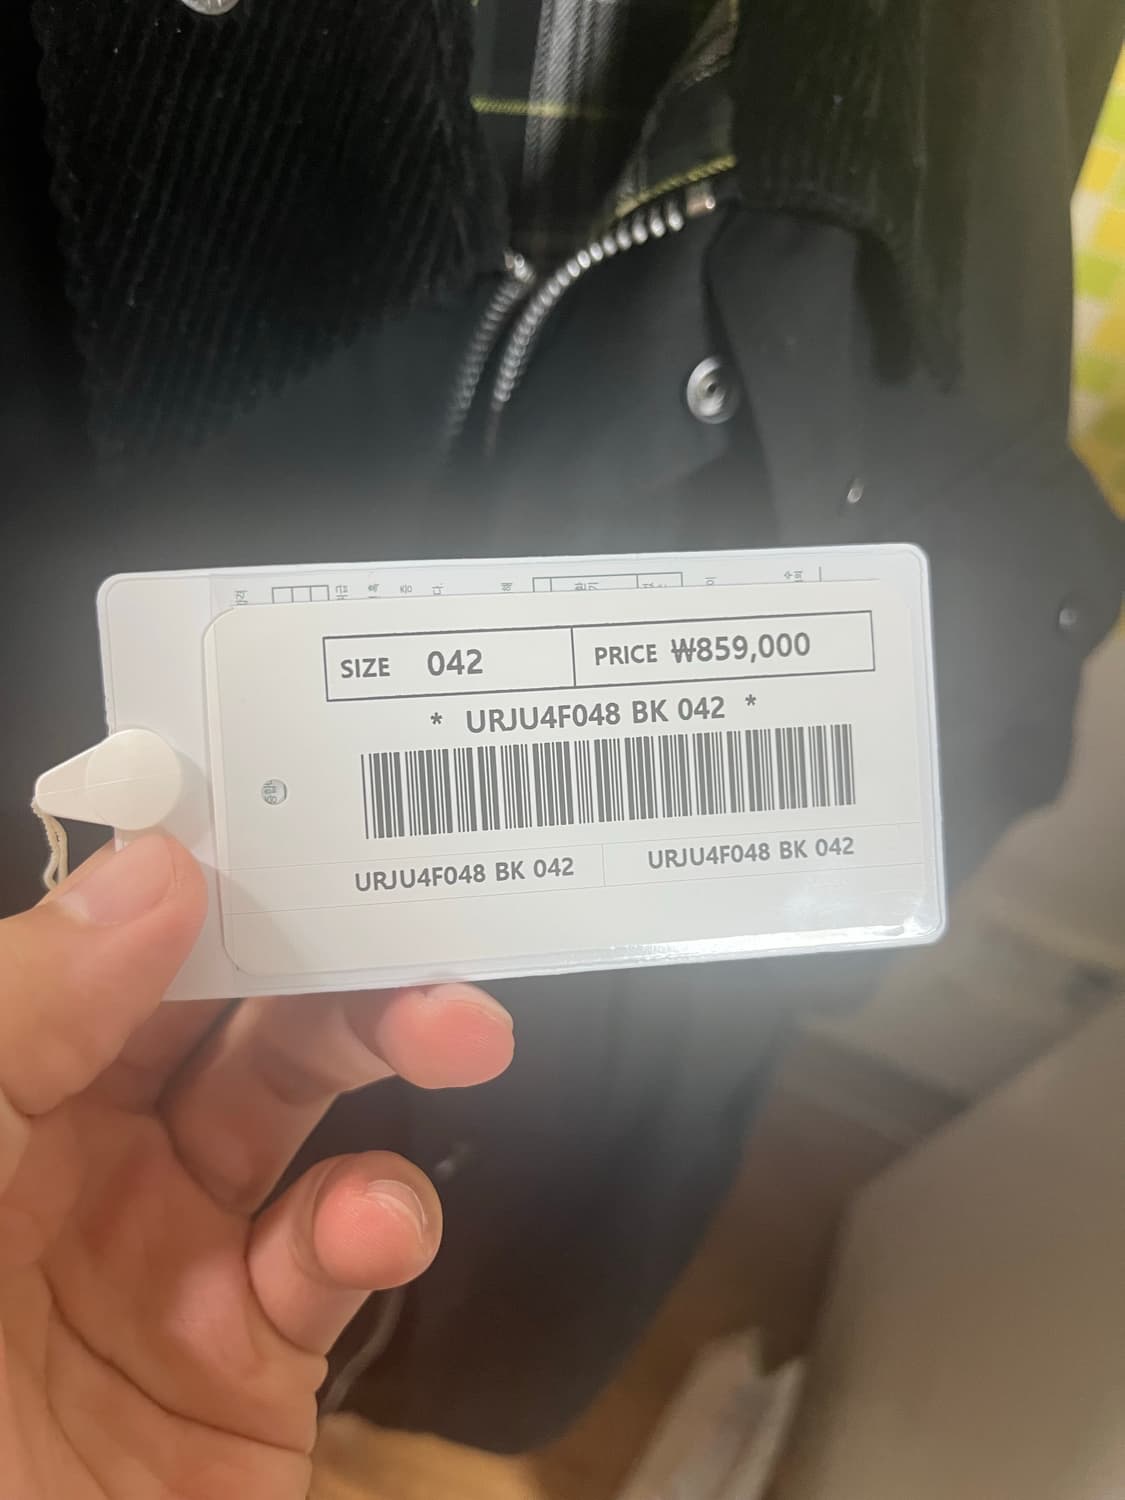 SIZE 042 PRICE ₩859,000
* URJU4F048 BK 042 *
URJU4F048 BK 042 URJU4F048 BK 042